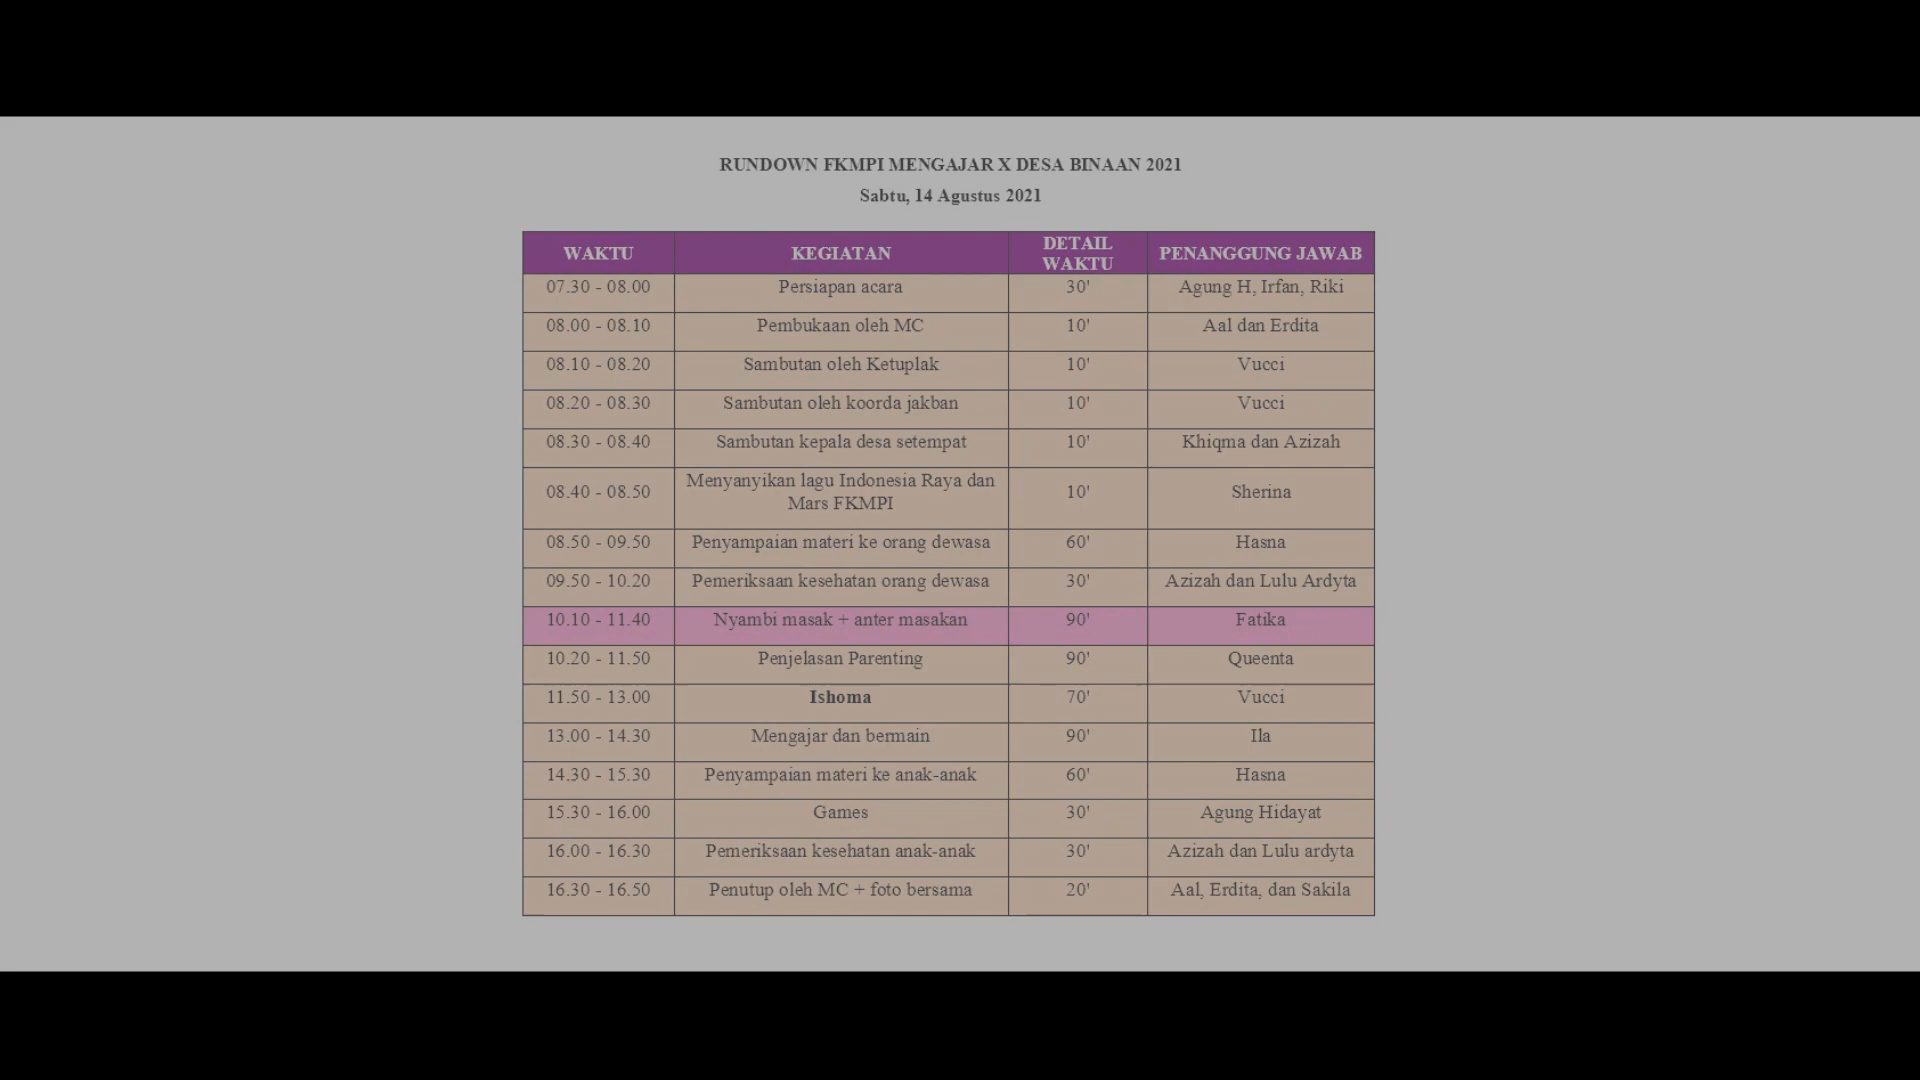 RUNDOWN FKMPI MENGAJAR X DESA BINAAN 2021
Sabtu, 14 Agustus 2021
WAKTU KEGIATAN DETAIL WAKTU PENANGGUNG JAWAB
07.30 - 08.00 Persiapan acara 30' Agung H, Irfan, Riki
08.00 - 08.10 Pembukaan oleh MC 10' Aal dan Erdita
08.10 - 08.20 Sambutan oleh Ketuplak 10' Vucci
08.20 - 08.30 Sambutan oleh koorda jakban 10' Vucci
08.30 - 08.40 Sambutan kepala desa setempat 10' Khiqma dan Azizah
08.40 - 08.50 Menyanyikan lagu Indonesia Raya dan Mars FKMPI 10' Sherina
08.50 - 09.50 Penyampaian materi ke orang dewasa 60' Hasna
09.50 - 10.20 Pemeriksaan kesehatan orang dewasa 30' Azizah dan Lulu Ardyta
10.10 - 11.40 Nyambi masak + anter masakan 90' Fatika
10.20 - 11.50 Penjelasan Parenting 90' Queenta
11.50 - 13.00 Ishoma 70' Vucci
13.00 - 14.30 Mengajar dan bermain 90' Ila
14.30 - 15.30 Penyampaian materi ke anak-anak 60' Hasna
15.30 - 16.00 Games 30' Agung Hidayat
16.00 - 16.30 Pemeriksaan kesehatan anak-anak 30' Azizah dan Lulu ardyta
16.30 - 16.50 Penutup oleh MC + foto bersama 20' Aal, Erdita, dan Sakila